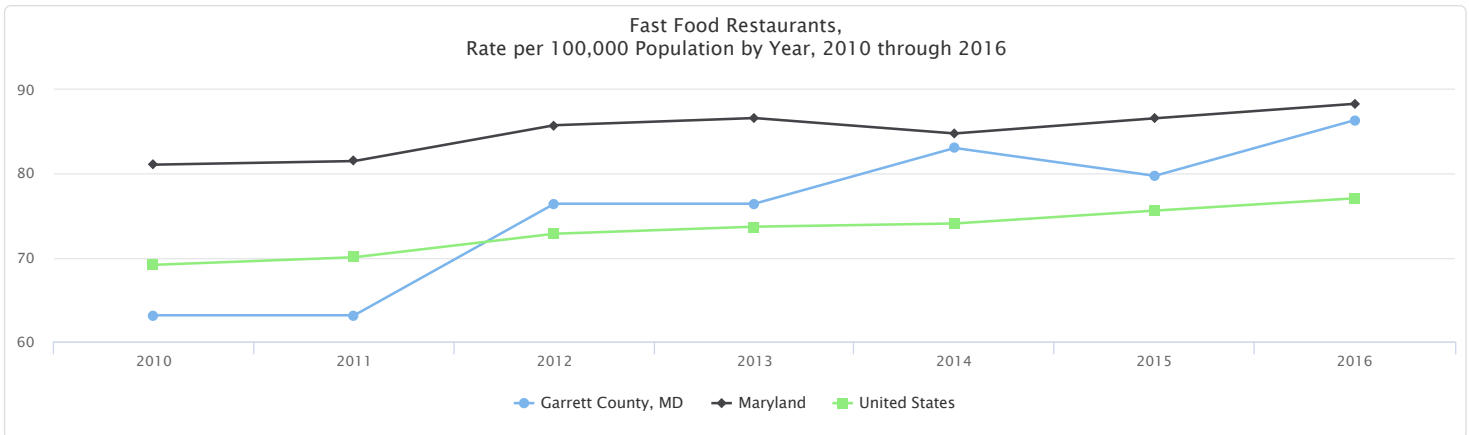 Fast Food Restaurants,
Rate per 100,000 Population by Year, 2010 through 2016
90
80
70
60
2010 2011 2012 2013 2014 2015 2016
Garrett County, MD Maryland United States